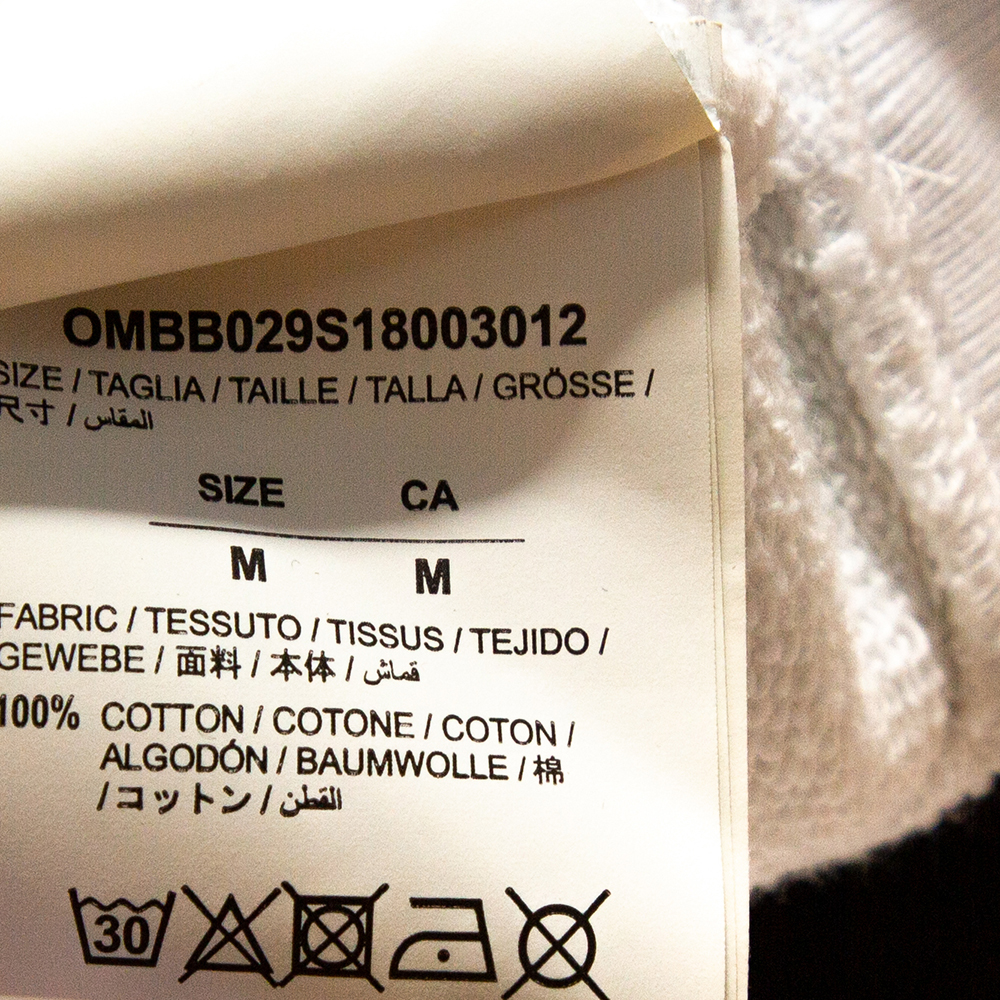 OMBB029S18003012
SIZE / TAGLIA / TAILLE / TALLA / GRÖSSE /
尺寸 / المقاس
SIZE CA
M M
FABRIC / TESSUTO / TISSUS / TEJIDO /
GEWEBE / 面料 / 本体 / قماش
100% COTTON / COTONE / COTON /
ALGODÓN / BAUMWOLLE / 棉
/ コットン / القطن
30